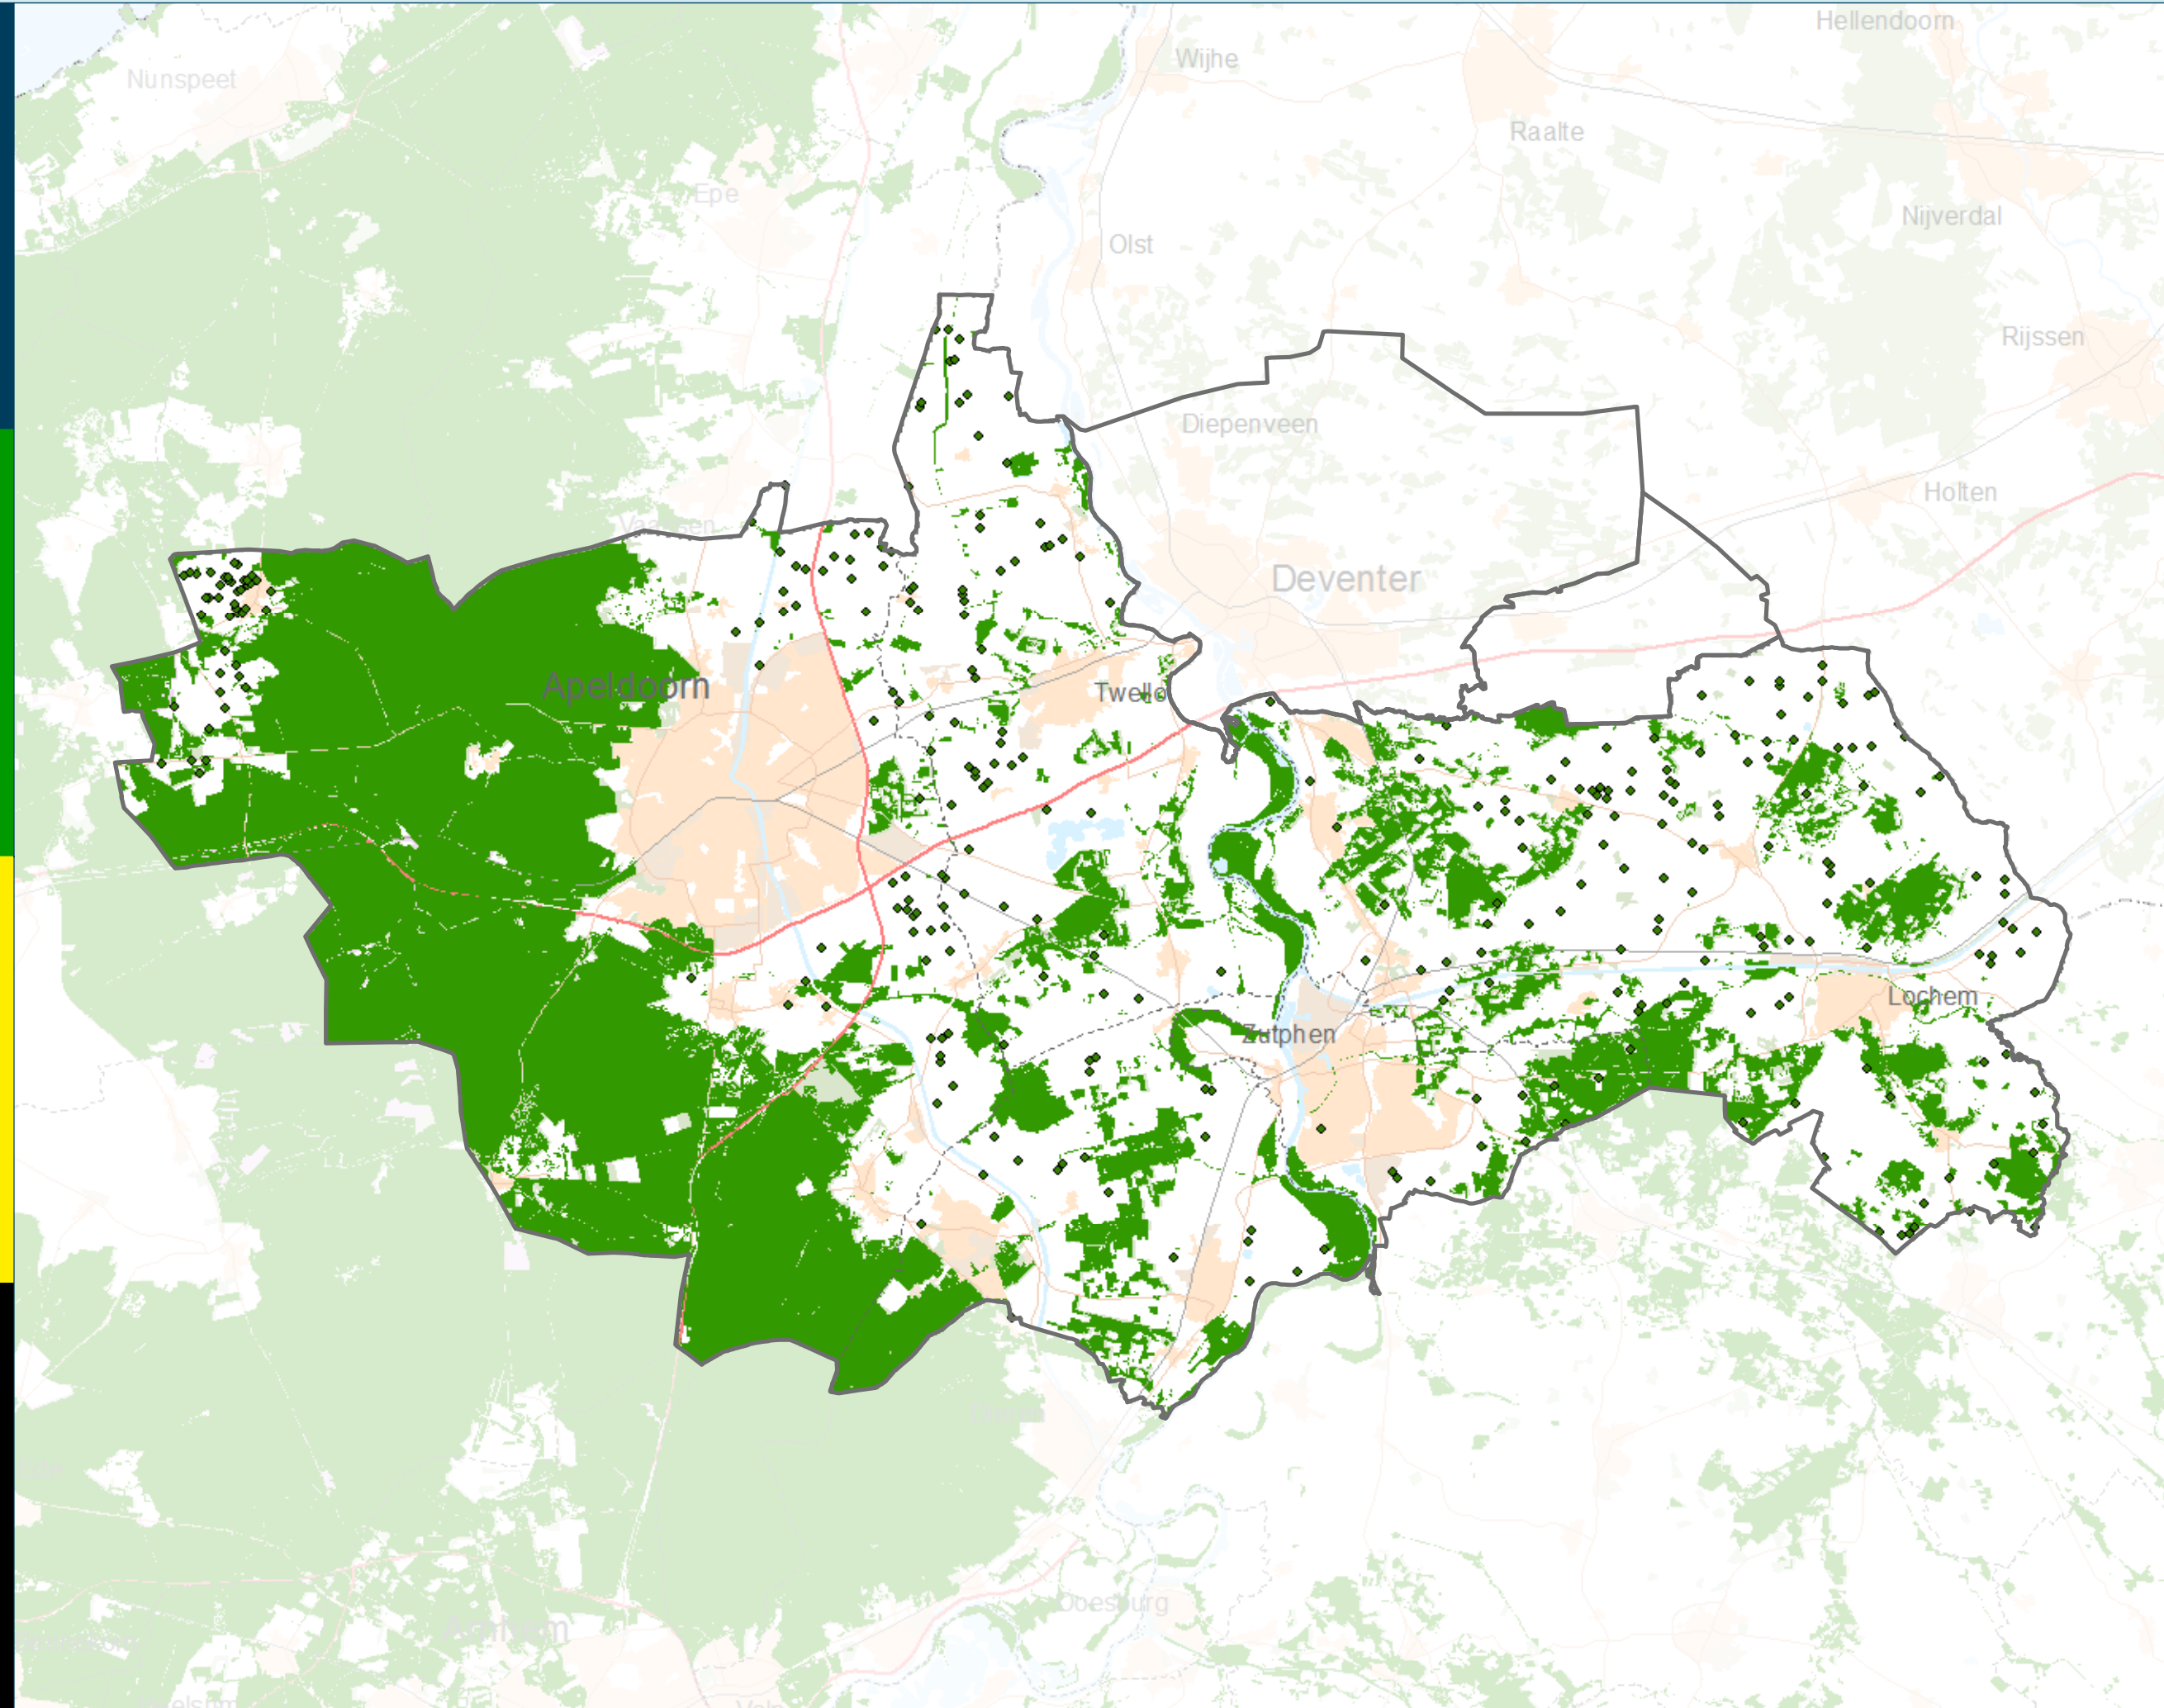 Hellendoorn
Wijhe
Nunspeet
Raalte
Epe
Nijverdal
Olst
Rijssen
Diepenveen
Holten
Deventer
Apeldoorn
Twello
Lochem
Zutphen
Doesburg
Arnhem